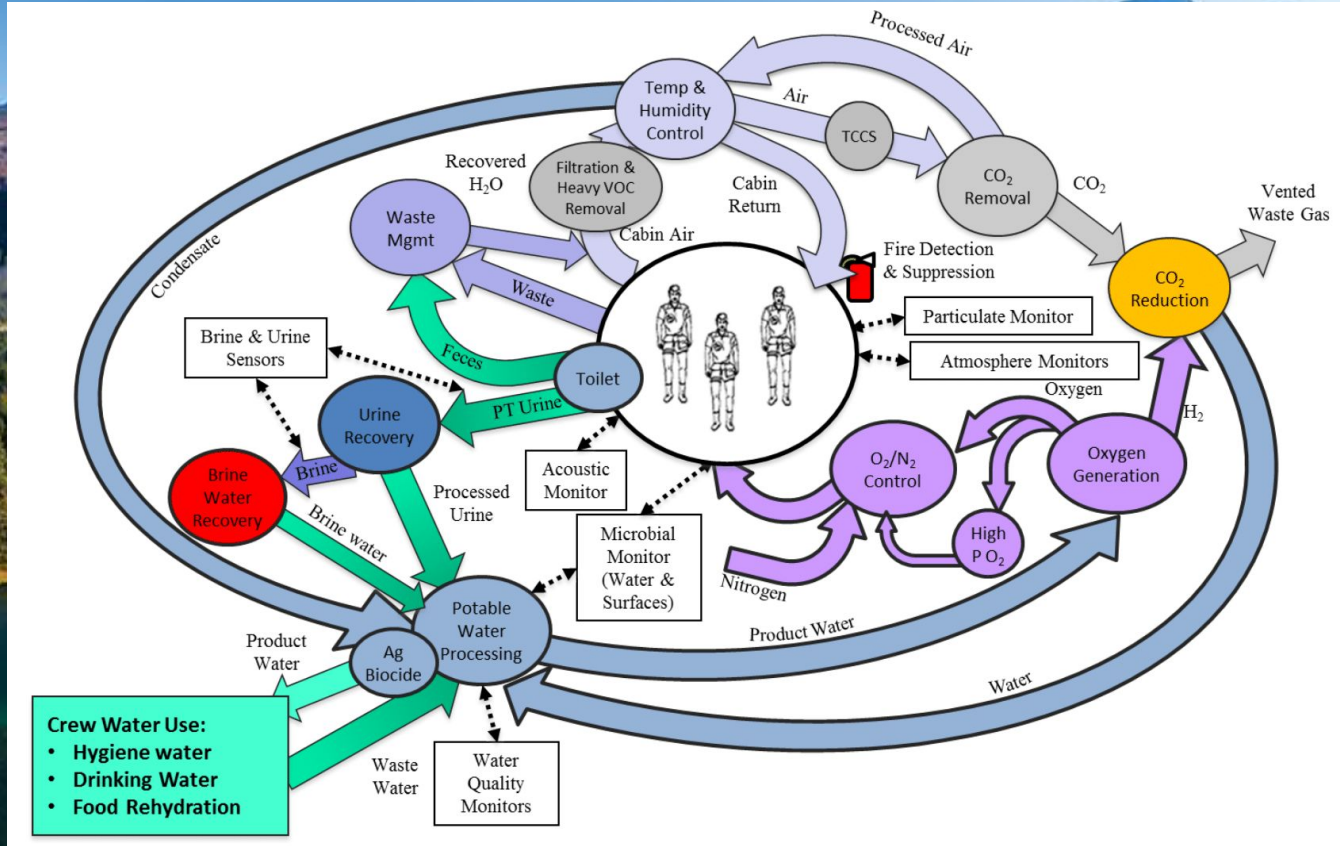 Processed Air
Temp &
Humidity
Control
Air
TCCS
Recovered
H₂O
Filtration &
Heavy VOC
Removal
Cabin
Return
CO₂
Removal
CO₂
Vented
Waste Gas
Waste
Mgmt
Cabin Air
Fire Detection
& Suppression
Condensate
CO₂
Reduction
Waste
Particulate Monitor
Brine & Urine
Sensors
Feces
Atmosphere Monitors
Toilet
Oxygen
PT Urine
H₂
Urine
Recovery
O₂/N₂
Control
Oxygen
Generation
Brine
Acoustic
Monitor
Brine
Water
Recovery
Processed
Urine
Brine water
Microbial
Monitor
(Water &
Surfaces)
High
P O₂
Nitrogen
Potable
Water
Processing
Product Water
Product
Water
Ag
Biocide
Water
Crew Water Use:
• Hygiene water
• Drinking Water
• Food Rehydration
Waste
Water
Water
Quality
Monitors